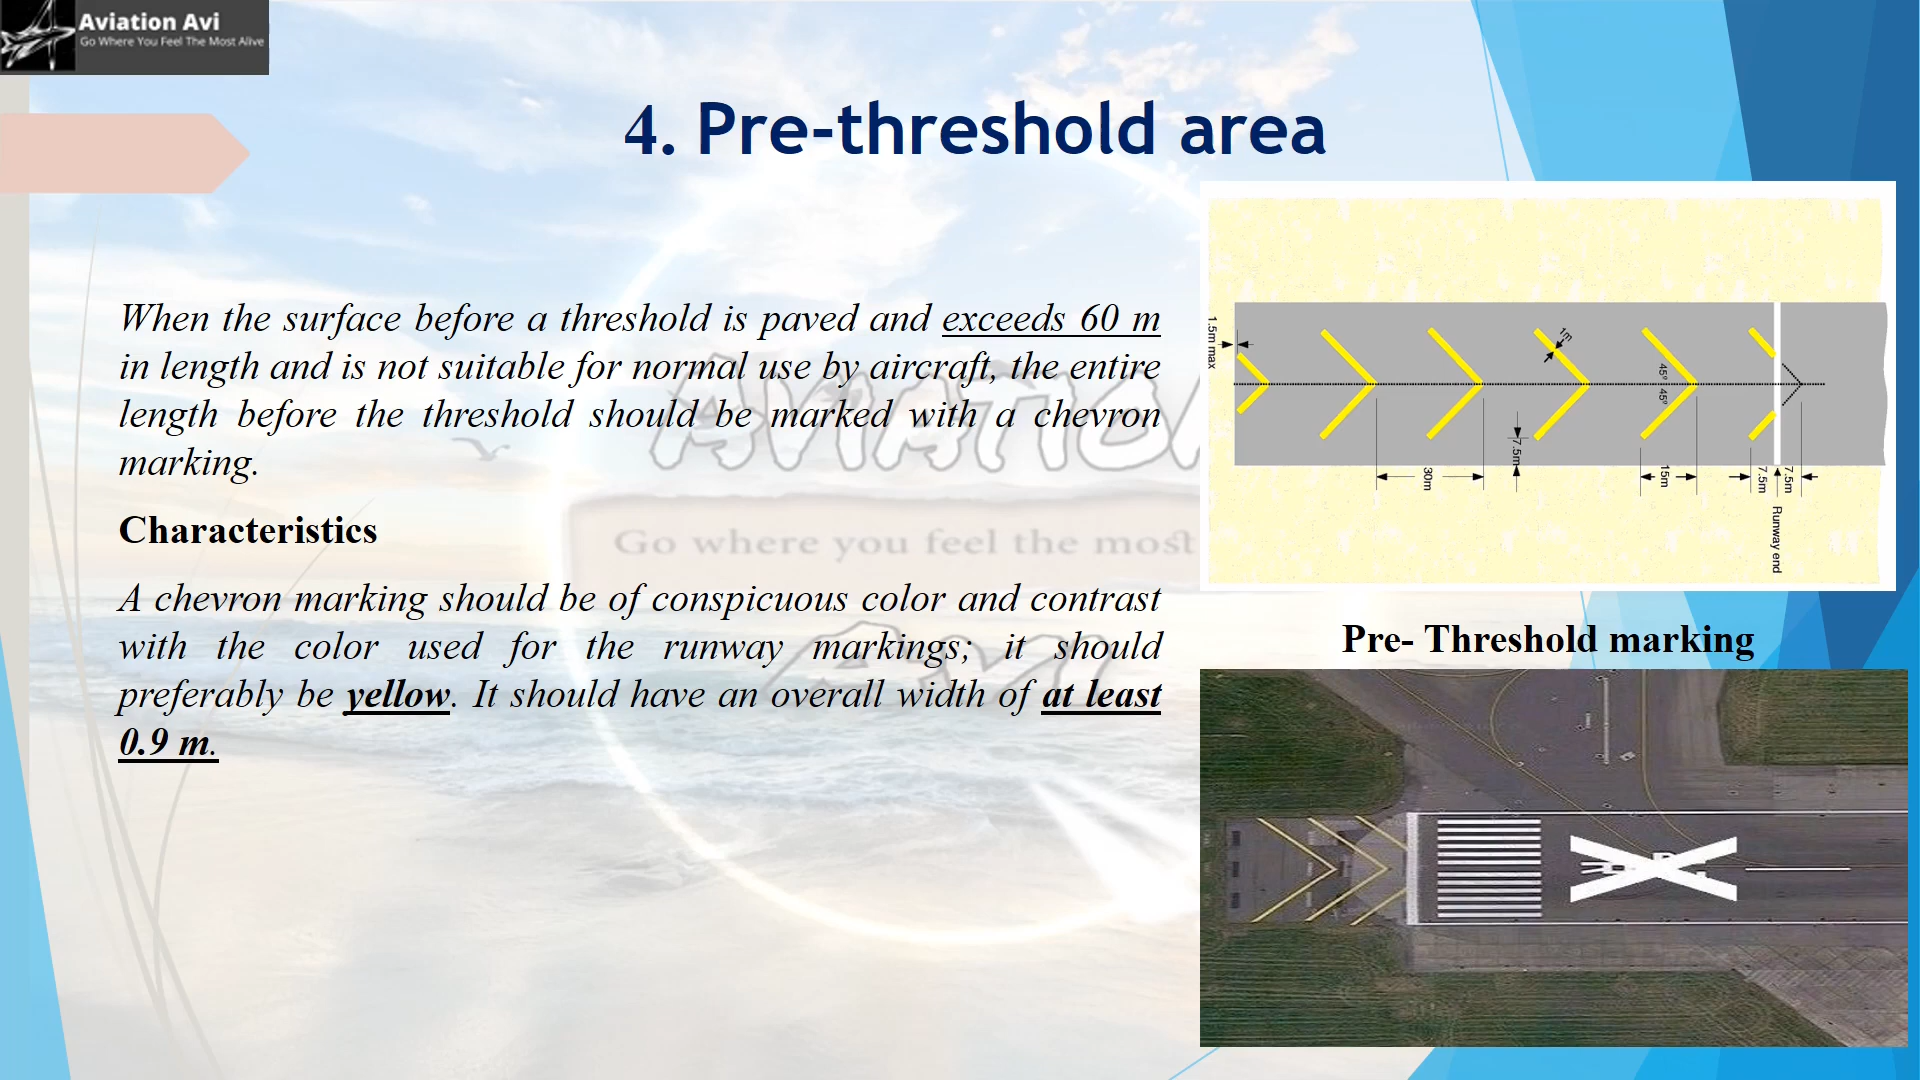 Aviation Avi
Go Where You Feel The Most Alive
4. Pre-threshold area
When the surface before a threshold is paved and exceeds 60 m
in length and is not suitable for normal use by aircraft, the entire
length before the threshold should be marked with a chevron
marking.
Characteristics
A chevron marking should be of conspicuous color and contrast
with the color used for the runway markings; it should
preferably be yellow. It should have an overall width of at least
0.9 m.
AVIATION
Go where you feel the most
Avi
1.5m max
1m
45° 45°
7.5m
30m
15m
7.5m
7.5m
Runway end
Pre- Threshold marking